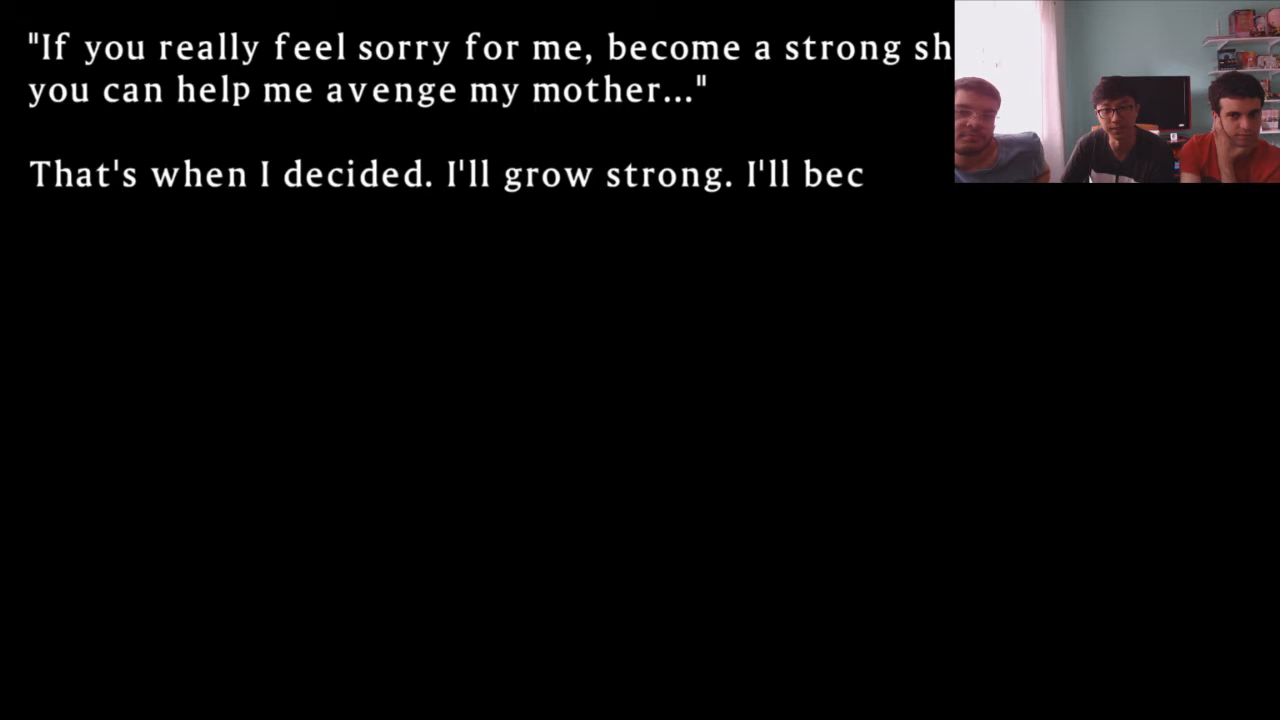 "If you really feel sorry for me, become a strong sh
you can help me avenge my mother..."
That's when I decided. I'll grow strong. I'll bec